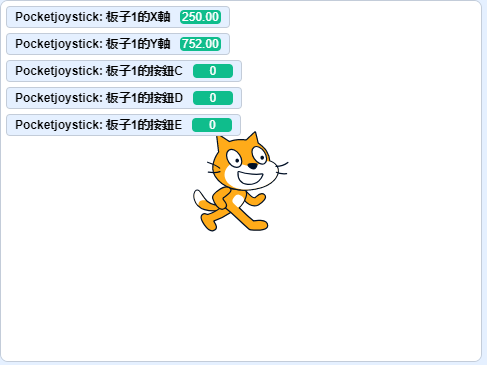 Pocketjoystick: 板子1的X軸 250.00
Pocketjoystick: 板子1的Y軸 752.00
Pocketjoystick: 板子1的按鈕C 0
Pocketjoystick: 板子1的按鈕D 0
Pocketjoystick: 板子1的按鈕E 0